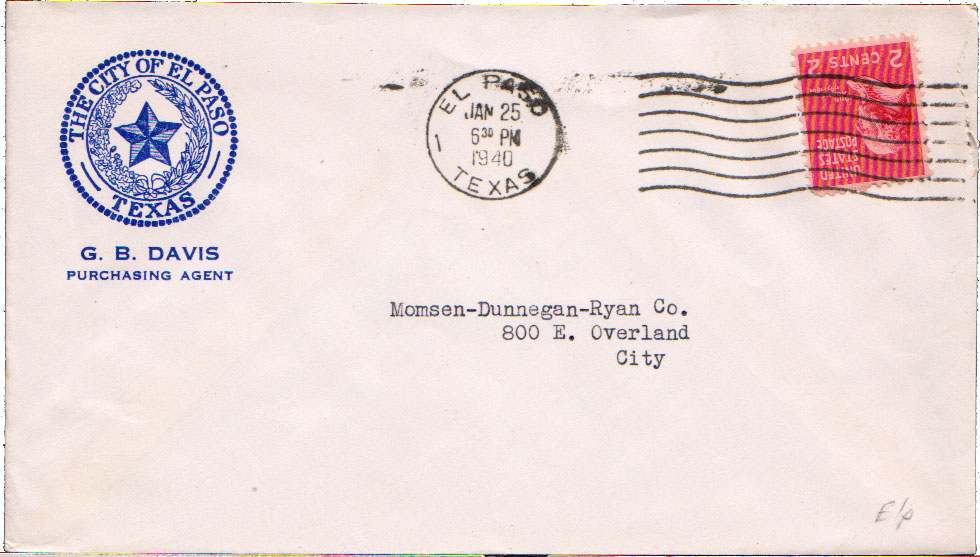 THE CITY OF EL PASO
TEXAS
G. B. DAVIS
PURCHASING AGENT
EL PASO
JAN 25
6 30 PM
1940
1
TEXAS
2 CENTS 2
UNITED
STATES
POSTAGE
Momsen-Dunnegan-Ryan Co.
800 E. Overland
City
E/p